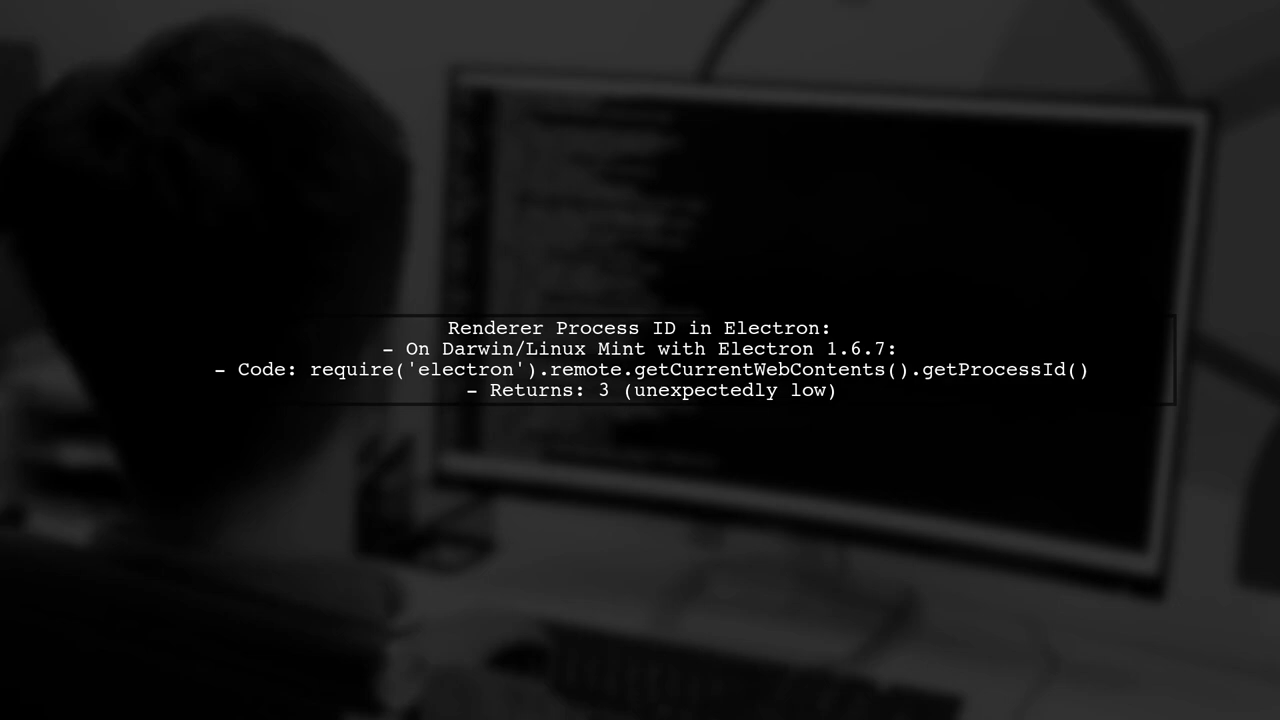 Renderer Process ID in Electron:
– On Darwin/Linux Mint with Electron 1.6.7:
– Code: require('electron').remote.getCurrentWebContents().getProcessId()
– Returns: 3 (unexpectedly low)